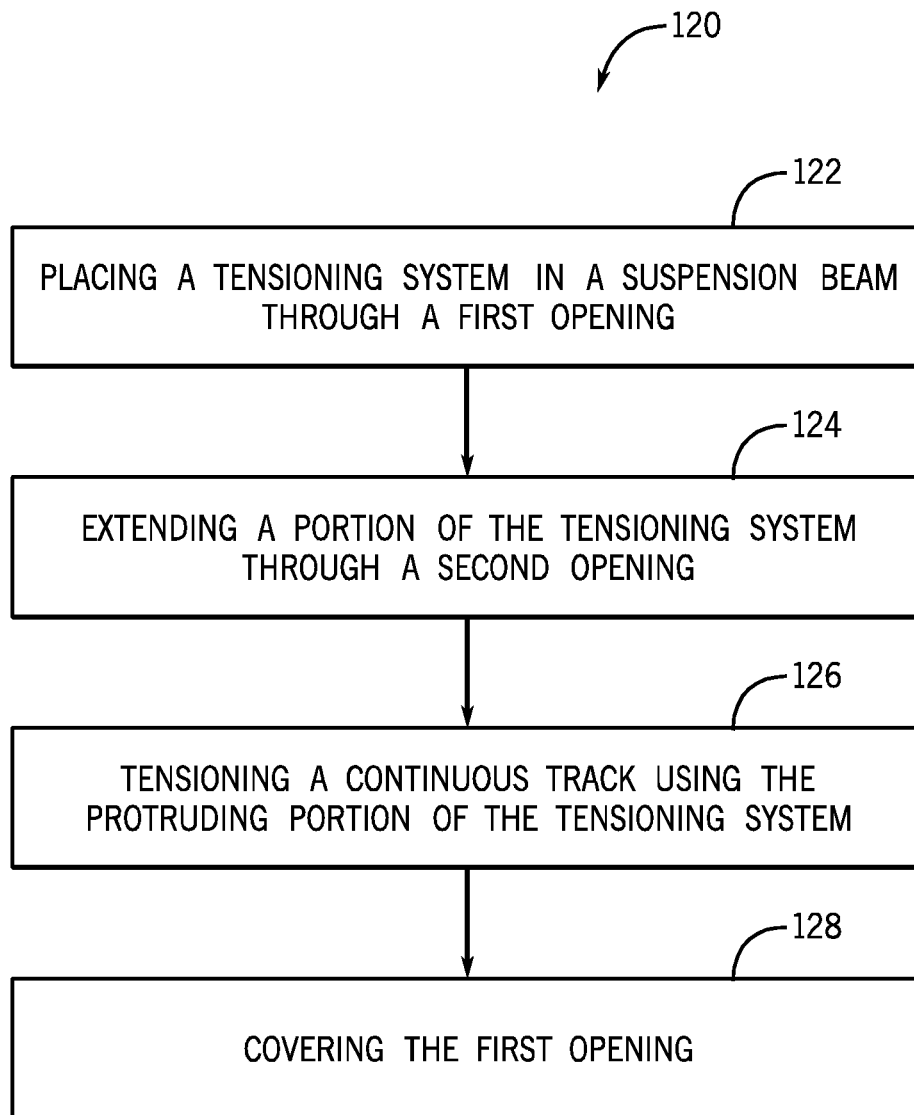 120
122
PLACING A TENSIONING SYSTEM IN A SUSPENSION BEAM
THROUGH A FIRST OPENING
124
EXTENDING A PORTION OF THE TENSIONING SYSTEM
THROUGH A SECOND OPENING
126
TENSIONING A CONTINUOUS TRACK USING THE
PROTRUDING PORTION OF THE TENSIONING SYSTEM
128
COVERING THE FIRST OPENING